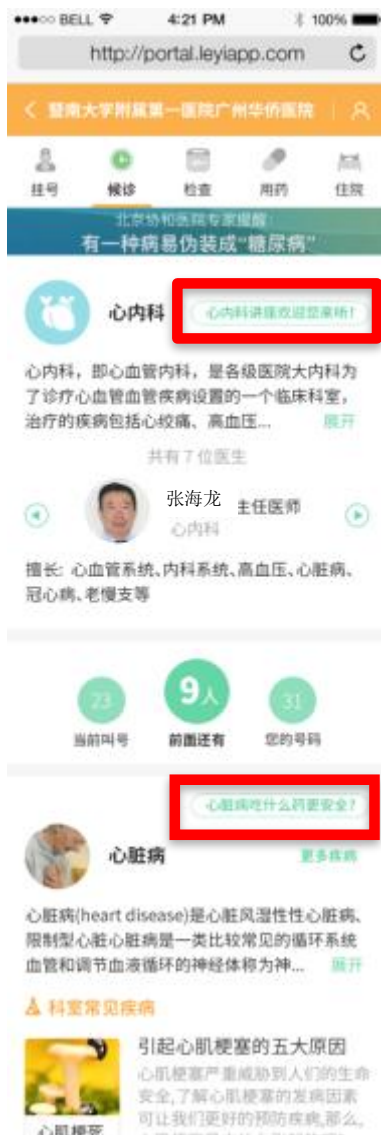 BELL 4:21 PM 100%
http://portal.leyiapp.com
暨南大学附属第一医院广州华侨医院
挂号 候诊 检查 用药 住院
北京协和医院专家提醒:
有一种病易伪装成“糖尿病”
心内科 心内科讲座欢迎您来听!
心内科，即心血管内科，是各级医院大内科为
了诊疗心血管血管疾病设置的一个临床科室，
治疗的疾病包括心绞痛、高血压... 展开
共有7位医生
张海龙 主任医师
心内科
擅长: 心血管系统、内科系统、高血压、心脏病、
冠心病、老慢支等
23 9人 31
当前叫号 前面还有 您的号码
心脏病吃什么药更安全?
心脏病 更多疾病
心脏病(heart disease)是心脏风湿性性心脏病、
限制型心脏心脏病是一类比较常见的循环系统
血管和调节血液循环的神经体称为神... 展开
科室常见疾病
引起心肌梗塞的五大原因
心肌梗塞严重威胁到人们的生命
安全,了解心肌梗塞的发病因素
可让我们更好的预防疾病,那么,
心肌梗死